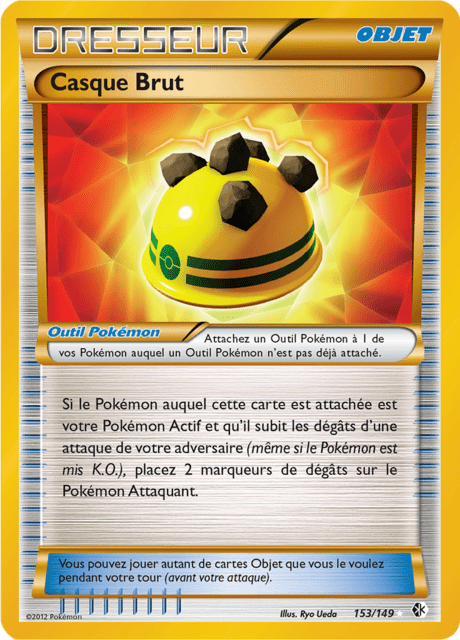 DRESSEUR
OBJET
Casque Brut
Outil Pokémon
Attachez un Outil Pokémon à 1 de
vos Pokémon auquel un Outil Pokémon n'est pas déjà attaché.
Si le Pokémon auquel cette carte est attachée est
votre Pokémon Actif et qu'il subit les dégâts d'une
attaque de votre adversaire (même si le Pokémon est
mis K.O.), placez 2 marqueurs de dégâts sur le
Pokémon Attaquant.
Vous pouvez jouer autant de cartes Objet que vous le voulez
pendant votre tour (avant votre attaque).
©2012 Pokémon
Illus. Ryo Ueda
153/149